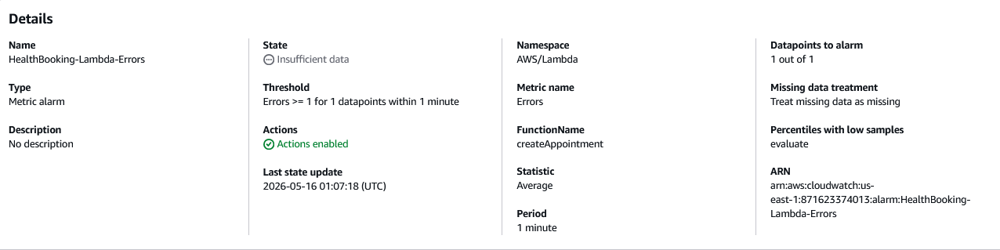 Details
Name
HealthBooking-Lambda-Errors
Type
Metric alarm
Description
No description
State
Insufficient data
Threshold
Errors >= 1 for 1 datapoints within 1 minute
Actions
Actions enabled
Last state update
2026-05-16 01:07:18 (UTC)
Namespace
AWS/Lambda
Metric name
Errors
FunctionName
createAppointment
Statistic
Average
Period
1 minute
Datapoints to alarm
1 out of 1
Missing data treatment
Treat missing data as missing
Percentiles with low samples
evaluate
ARN
arn:aws:cloudwatch:us-
east-1:871623374013:alarm:HealthBooking-
Lambda-Errors